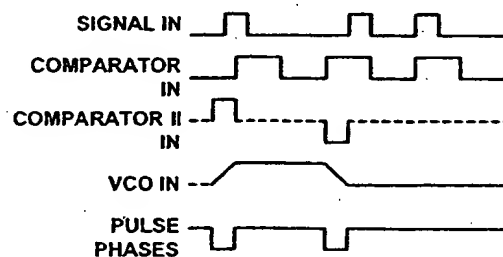 SIGNAL IN
COMPARATOR
IN
COMPARATOR II
IN
VCO IN
PULSE
PHASES